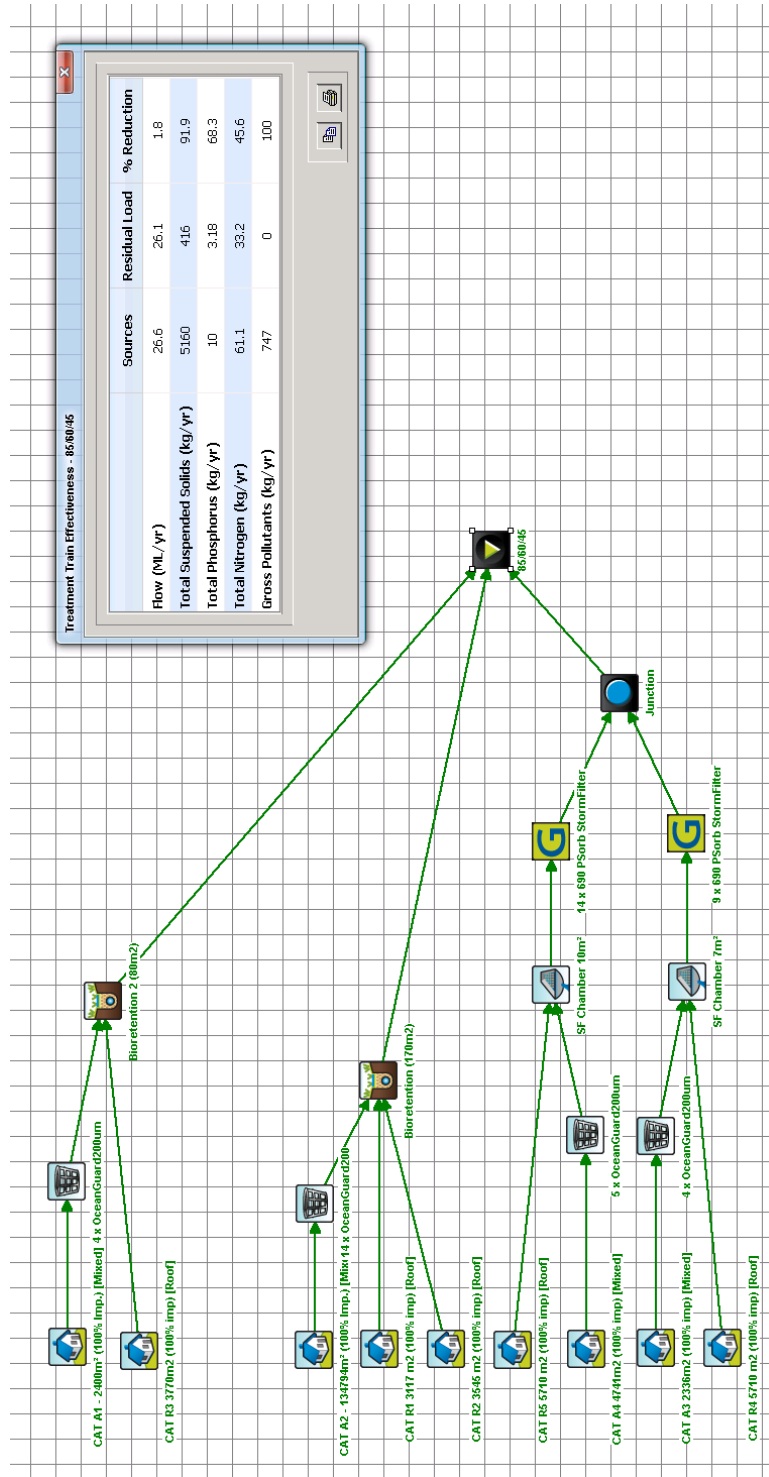 Treatment Train Effectiveness - 85/60/45
x
Sources Residual Load % Reduction
Flow (ML/yr) 26.6 26.1 1.8
Total Suspended Solids (kg/yr) 5160 416 91.9
Total Phosphorus (kg/yr) 10 3.18 68.3
Total Nitrogen (kg/yr) 61.1 33.2 45.6
Gross Pollutants (kg/yr) 747 0 100
CAT A1 - 2400m² (100% Imp.) [Mixed]
4 x OceanGuard200um
Bioretention 2 (80m2)
CAT R3 3770m2 (100% imp) [Roof]
CAT A2 - 134794m² (100% Imp.) [Mix
14 x OceanGuard200
Bioretention (170m2)
CAT R1 3117 m2 (100% imp) [Roof]
CAT R2 3545 m2 (100% imp) [Roof]
85/60/45
CAT R5 5710 m2 (100% imp) [Roof]
SF Chamber 10m²
G
14 x 690 PSorb StormFilter
CAT A4 4741m2 (100% imp) [Mixed]
5 x OceanGuard200um
Junction
CAT A3 2336m2 (100% imp) [Mixed]
4 x OceanGuard200um
SF Chamber 7m²
G
9 x 690 PSorb StormFilter
CAT R4 5710 m2 (100% imp) [Roof]